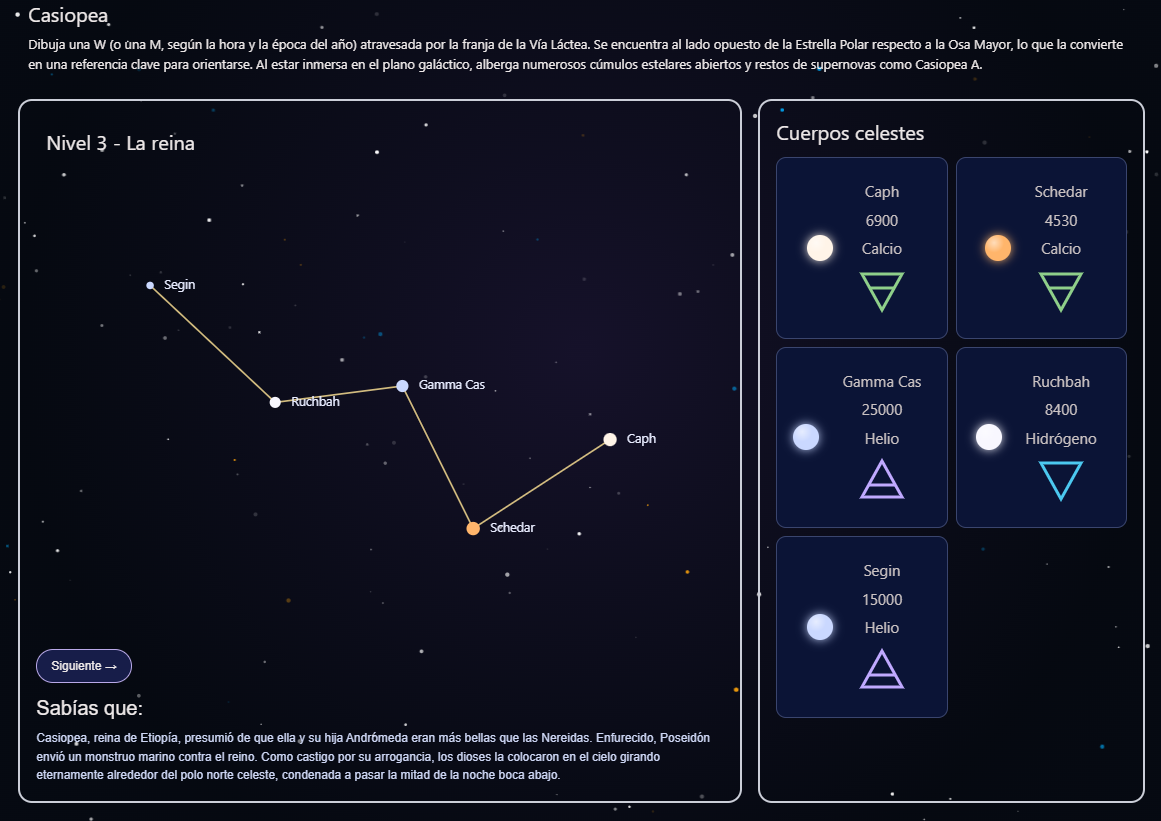 Casiopea
Dibuja una W (o una M, según la hora y la época del año) atravesada por la franja de la Vía Láctea. Se encuentra al lado opuesto de la Estrella Polar respecto a la Osa Mayor, lo que la convierte
en una referencia clave para orientarse. Al estar inmersa en el plano galáctico, alberga numerosos cúmulos estelares abiertos y restos de supernovas como Casiopea A.
Nivel 3 - La reina
Segin
Ruchbah
Gamma Cas
Caph
Schedar
Siguiente →
Sabías que:
Casiopea, reina de Etiopía, presumió de que ella y su hija Andrómeda eran más bellas que las Nereidas. Enfurecido, Poseidón
envió un monstruo marino contra el reino. Como castigo por su arrogancia, los dioses la colocaron en el cielo girando
eternamente alrededor del polo norte celeste, condenada a pasar la mitad de la noche boca abajo.
Cuerpos celestes
Caph
6900
Calcio
Schedar
4530
Calcio
Gamma Cas
25000
Helio
Ruchbah
8400
Hidrógeno
Segin
15000
Helio